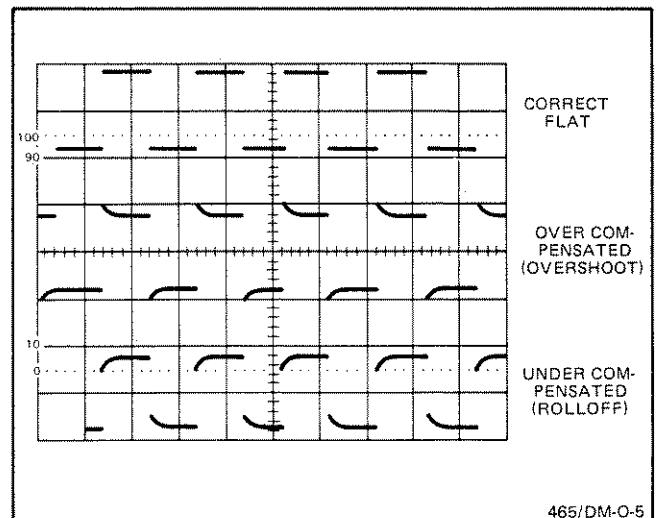 CORRECT
FLAT
100
90
OVER COM-
PENSATED
(OVERSHOOT)
10
0
UNDER COM-
PENSATED
(ROLLOFF)
465/DM-O-5